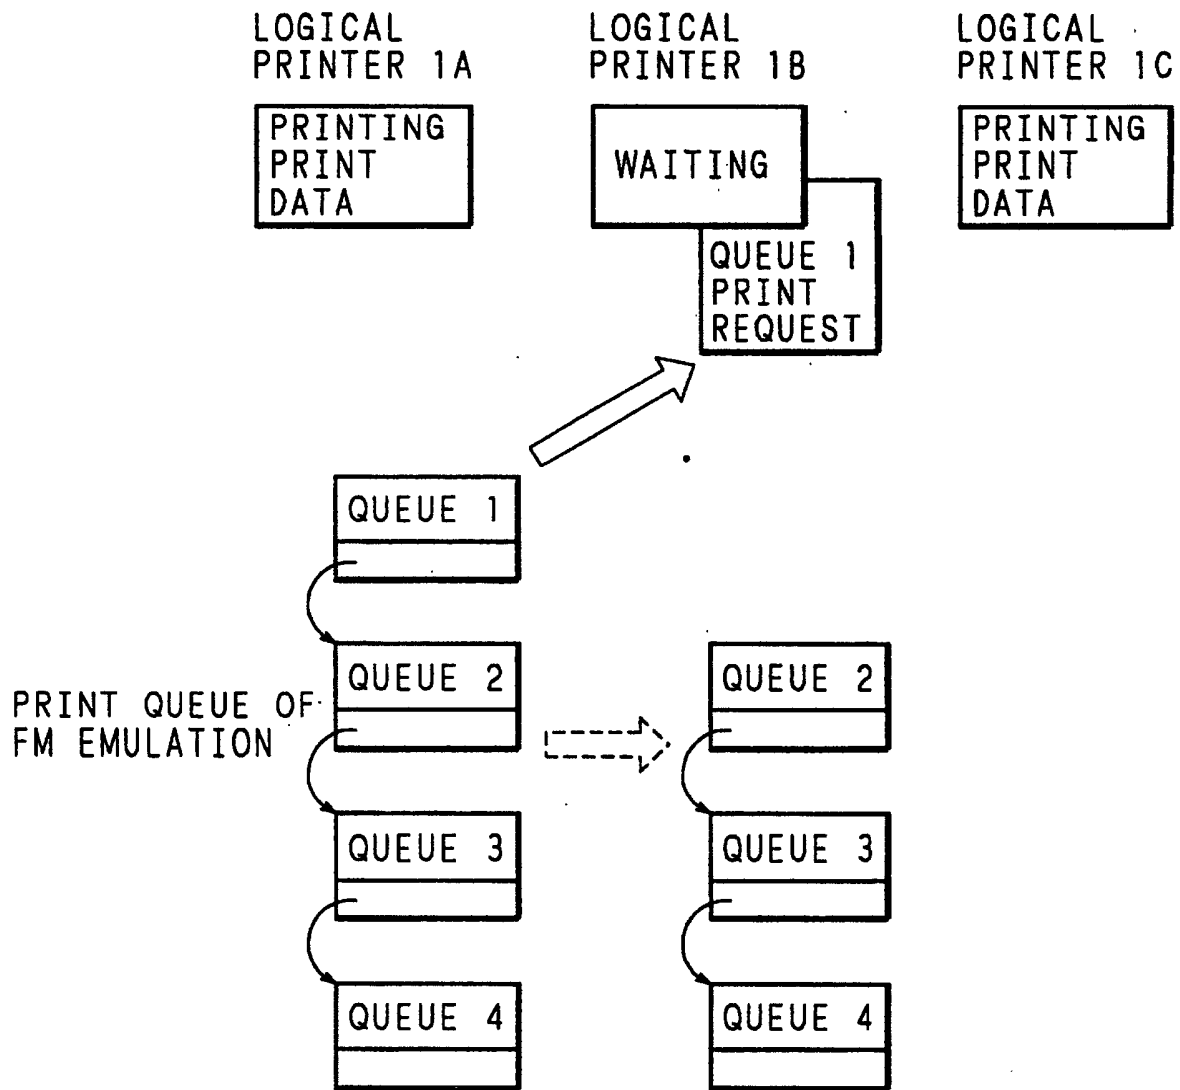 LOGICAL
PRINTER 1A
LOGICAL
PRINTER 1B
LOGICAL
PRINTER 1C
PRINTING
PRINT
DATA
WAITING
PRINTING
PRINT
DATA
QUEUE 1
PRINT
REQUEST
QUEUE 1
PRINT QUEUE OF
FM EMULATION
QUEUE 2
QUEUE 3
QUEUE 4
QUEUE 2
QUEUE 3
QUEUE 4